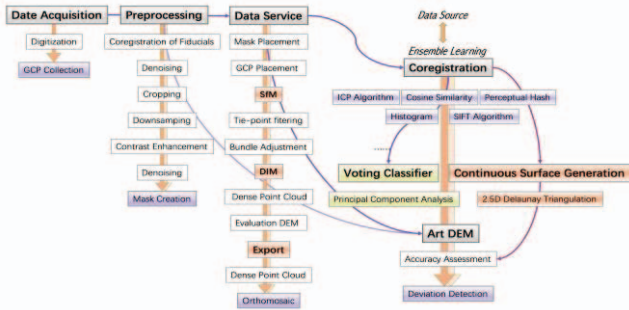 Date Acquisition
Digitization
GCP Collection
Preprocessing
Coregistration of Fiducials
Denoising
Cropping
Downsamping
Contrast Enhancement
Denoising
Mask Creation
Data Service
Mask Placement
GCP Placement
SfM
Tie-point fitering
Bundle Adjustment
DIM
Dense Point Cloud
Evaluation DEM
Export
Dense Point Cloud
Orthomosaic
Data Source
Ensemble Learning
Coregistration
ICP Algorithm
Cosine Similarity
Perceptual Hash
Histogram
SIFT Algorithm
......
Voting Classifier
Continuous Surface Generation
Principal Component Analysis
2.5D Delaunay Triangulation
Art DEM
Accuracy Assessment
Deviation Detection